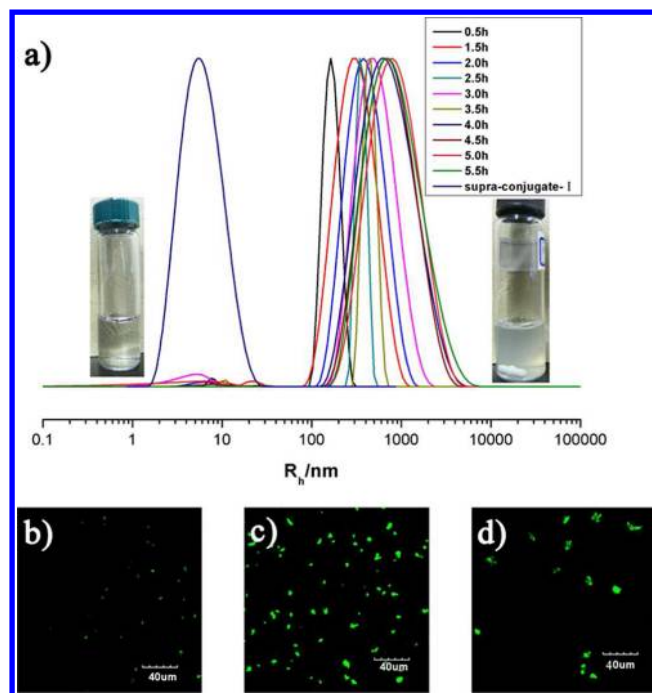 a)
0.5h
1.5h
2.0h
2.5h
3.0h
3.5h
4.0h
4.5h
5.0h
5.5h
supra-conjugate-Ⅰ
0.1 1 10 100 1000 10000 100000
Rh/nm
b) c) d)
40um 40um 40um